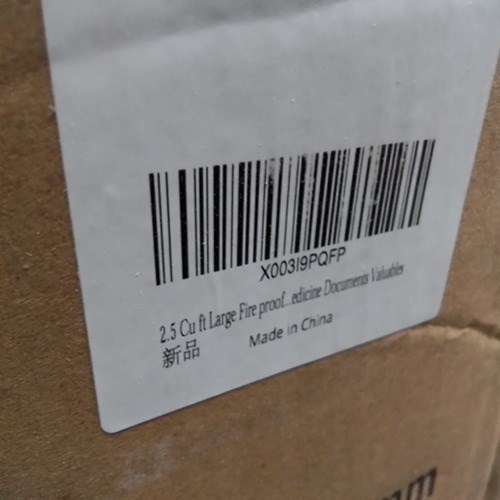 X003I9PQFP
2.5 Cu ft Large Fire proof...edicine Documents Valuables
新品
Made in China